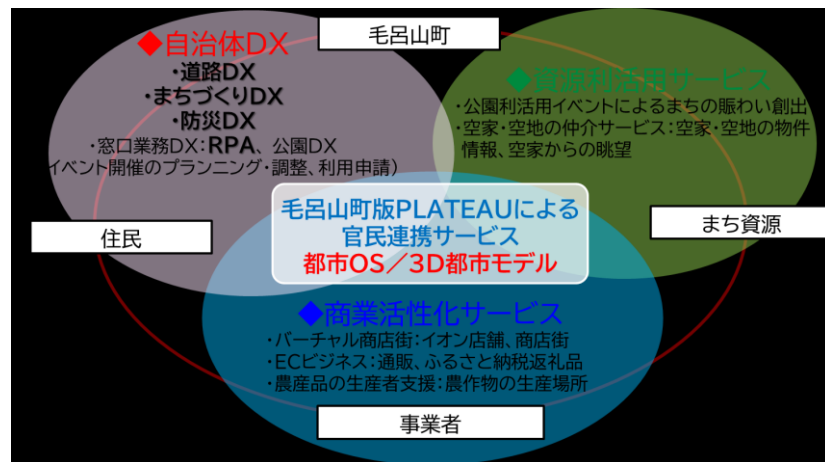 毛呂山町
◆自治体DX
・道路DX
・まちづくりDX
・防災DX
・窓口業務DX：RPA、公園DX
イベント開催のプランニング・調整、利用申請）
◆資源利活用サービス
・公園利活用イベントによるまちの賑わい創出
・空家・空地の仲介サービス：空家・空地の物件
情報、空家からの眺望
住民
まち資源
毛呂山町版PLATEAUによる
官民連携サービス
都市OS／3D都市モデル
◆商業活性化サービス
・バーチャル商店街：イオン店舗、商店街
・ECビジネス：通販、ふるさと納税返礼品
・農産品の生産者支援：農作物の生産場所
事業者